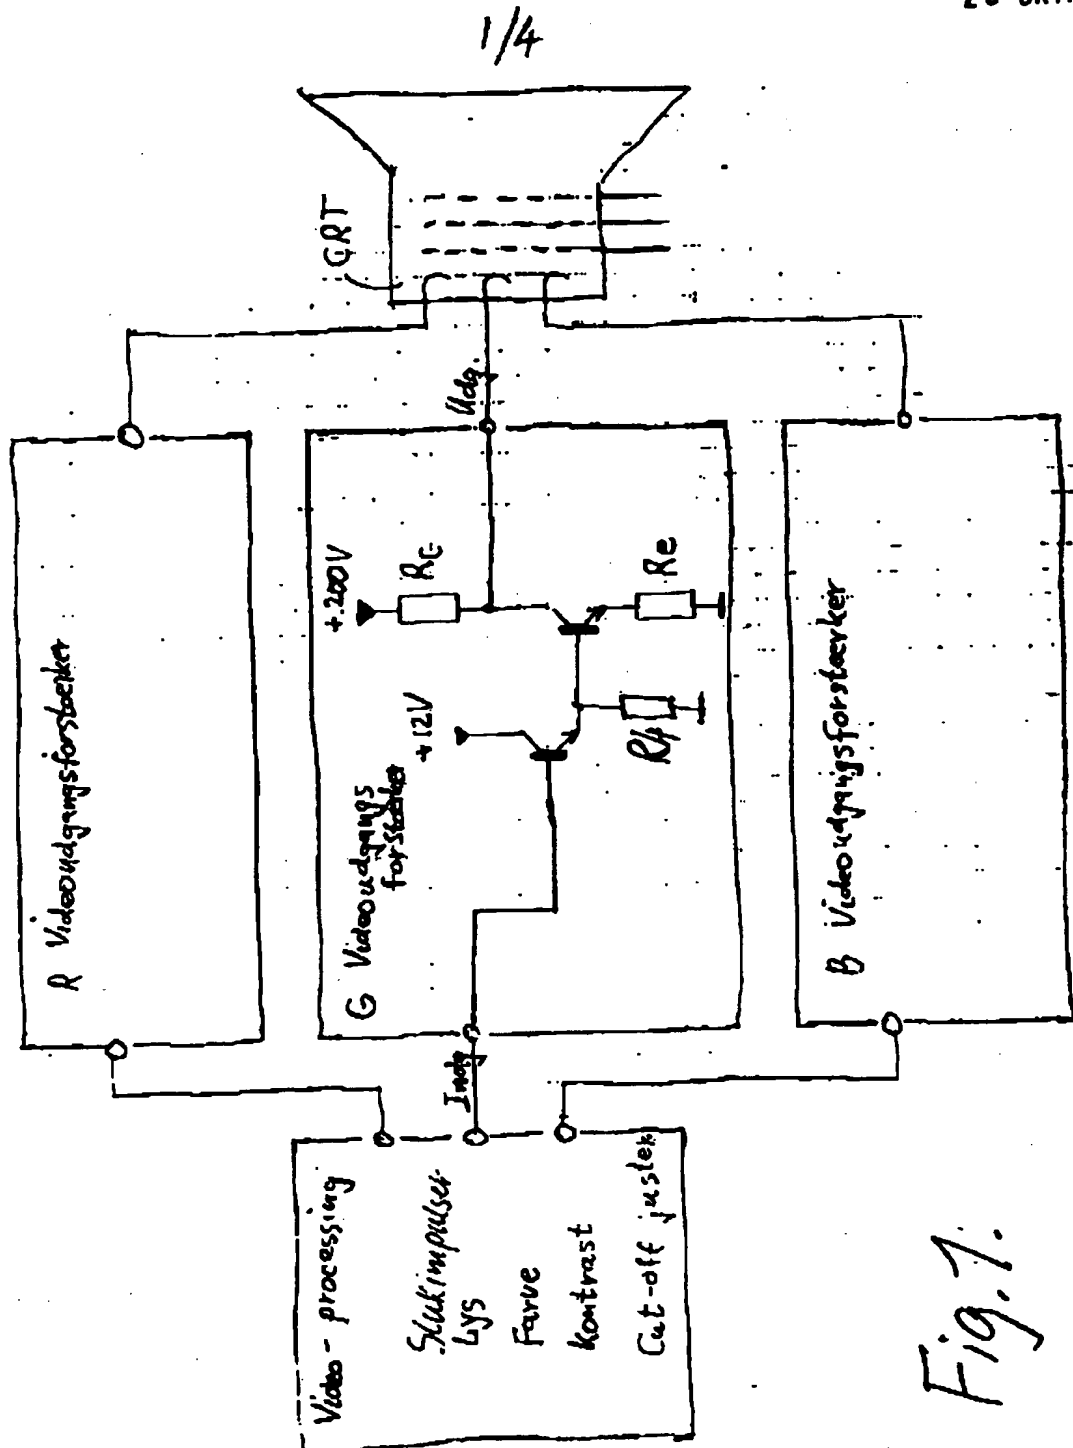 1/4
CRT
Udg.
R Videoudgangsforstærker
+200V
Rc
Re
+12V
R4
G Videoudgangs
forstærker
B Videoudgangsforstærker
Indg
Video-processing
Slukimpulser
Lys
Farve
kontrast
Cut-off juster
Fig. 1.